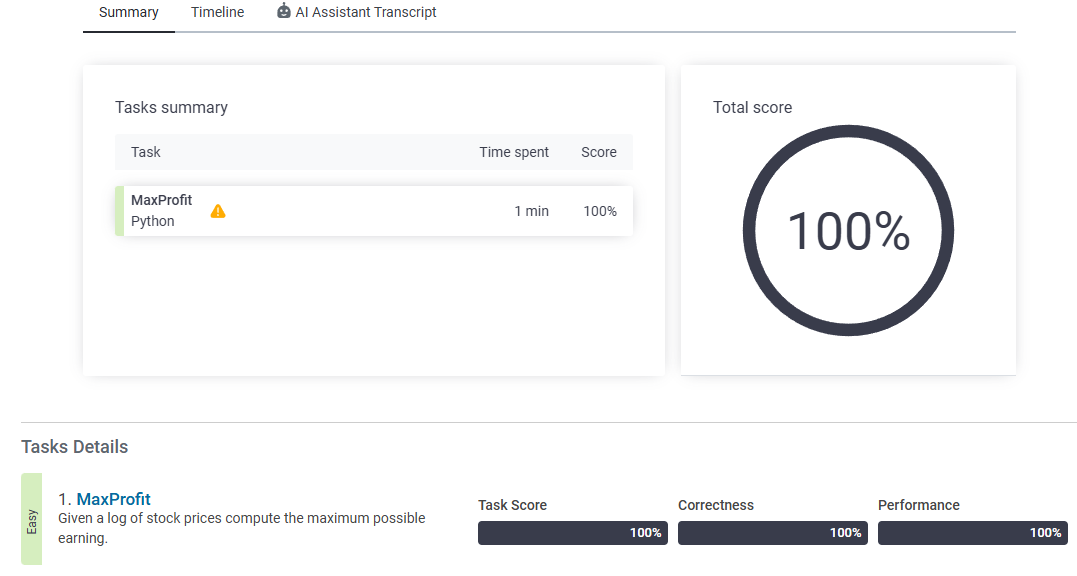 Summary Timeline AI Assistant Transcript
Tasks summary
Task Time spent Score
MaxProfit
Python
1 min 100%
Total score
100%
Tasks Details
Easy
1. MaxProfit
Given a log of stock prices compute the maximum possible
earning.
Task Score
100%
Correctness
100%
Performance
100%